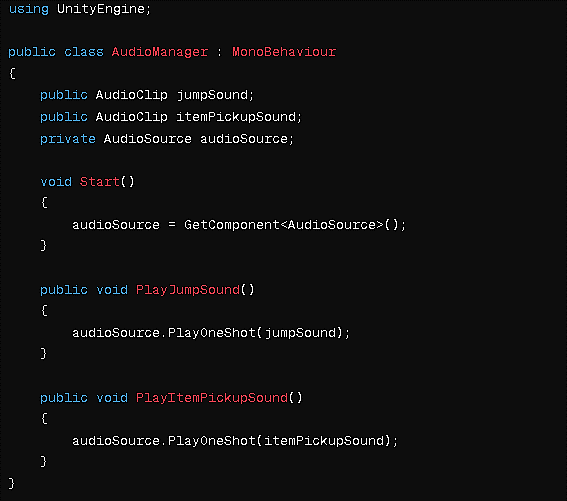 using UnityEngine;
public class AudioManager : MonoBehaviour
{
    public AudioClip jumpSound;
    public AudioClip itemPickupSound;
    private AudioSource audioSource;
    void Start()
    {
        audioSource = GetComponent<AudioSource>();
    }
    public void PlayJumpSound()
    {
        audioSource.PlayOneShot(jumpSound);
    }
    public void PlayItemPickupSound()
    {
        audioSource.PlayOneShot(itemPickupSound);
    }
}